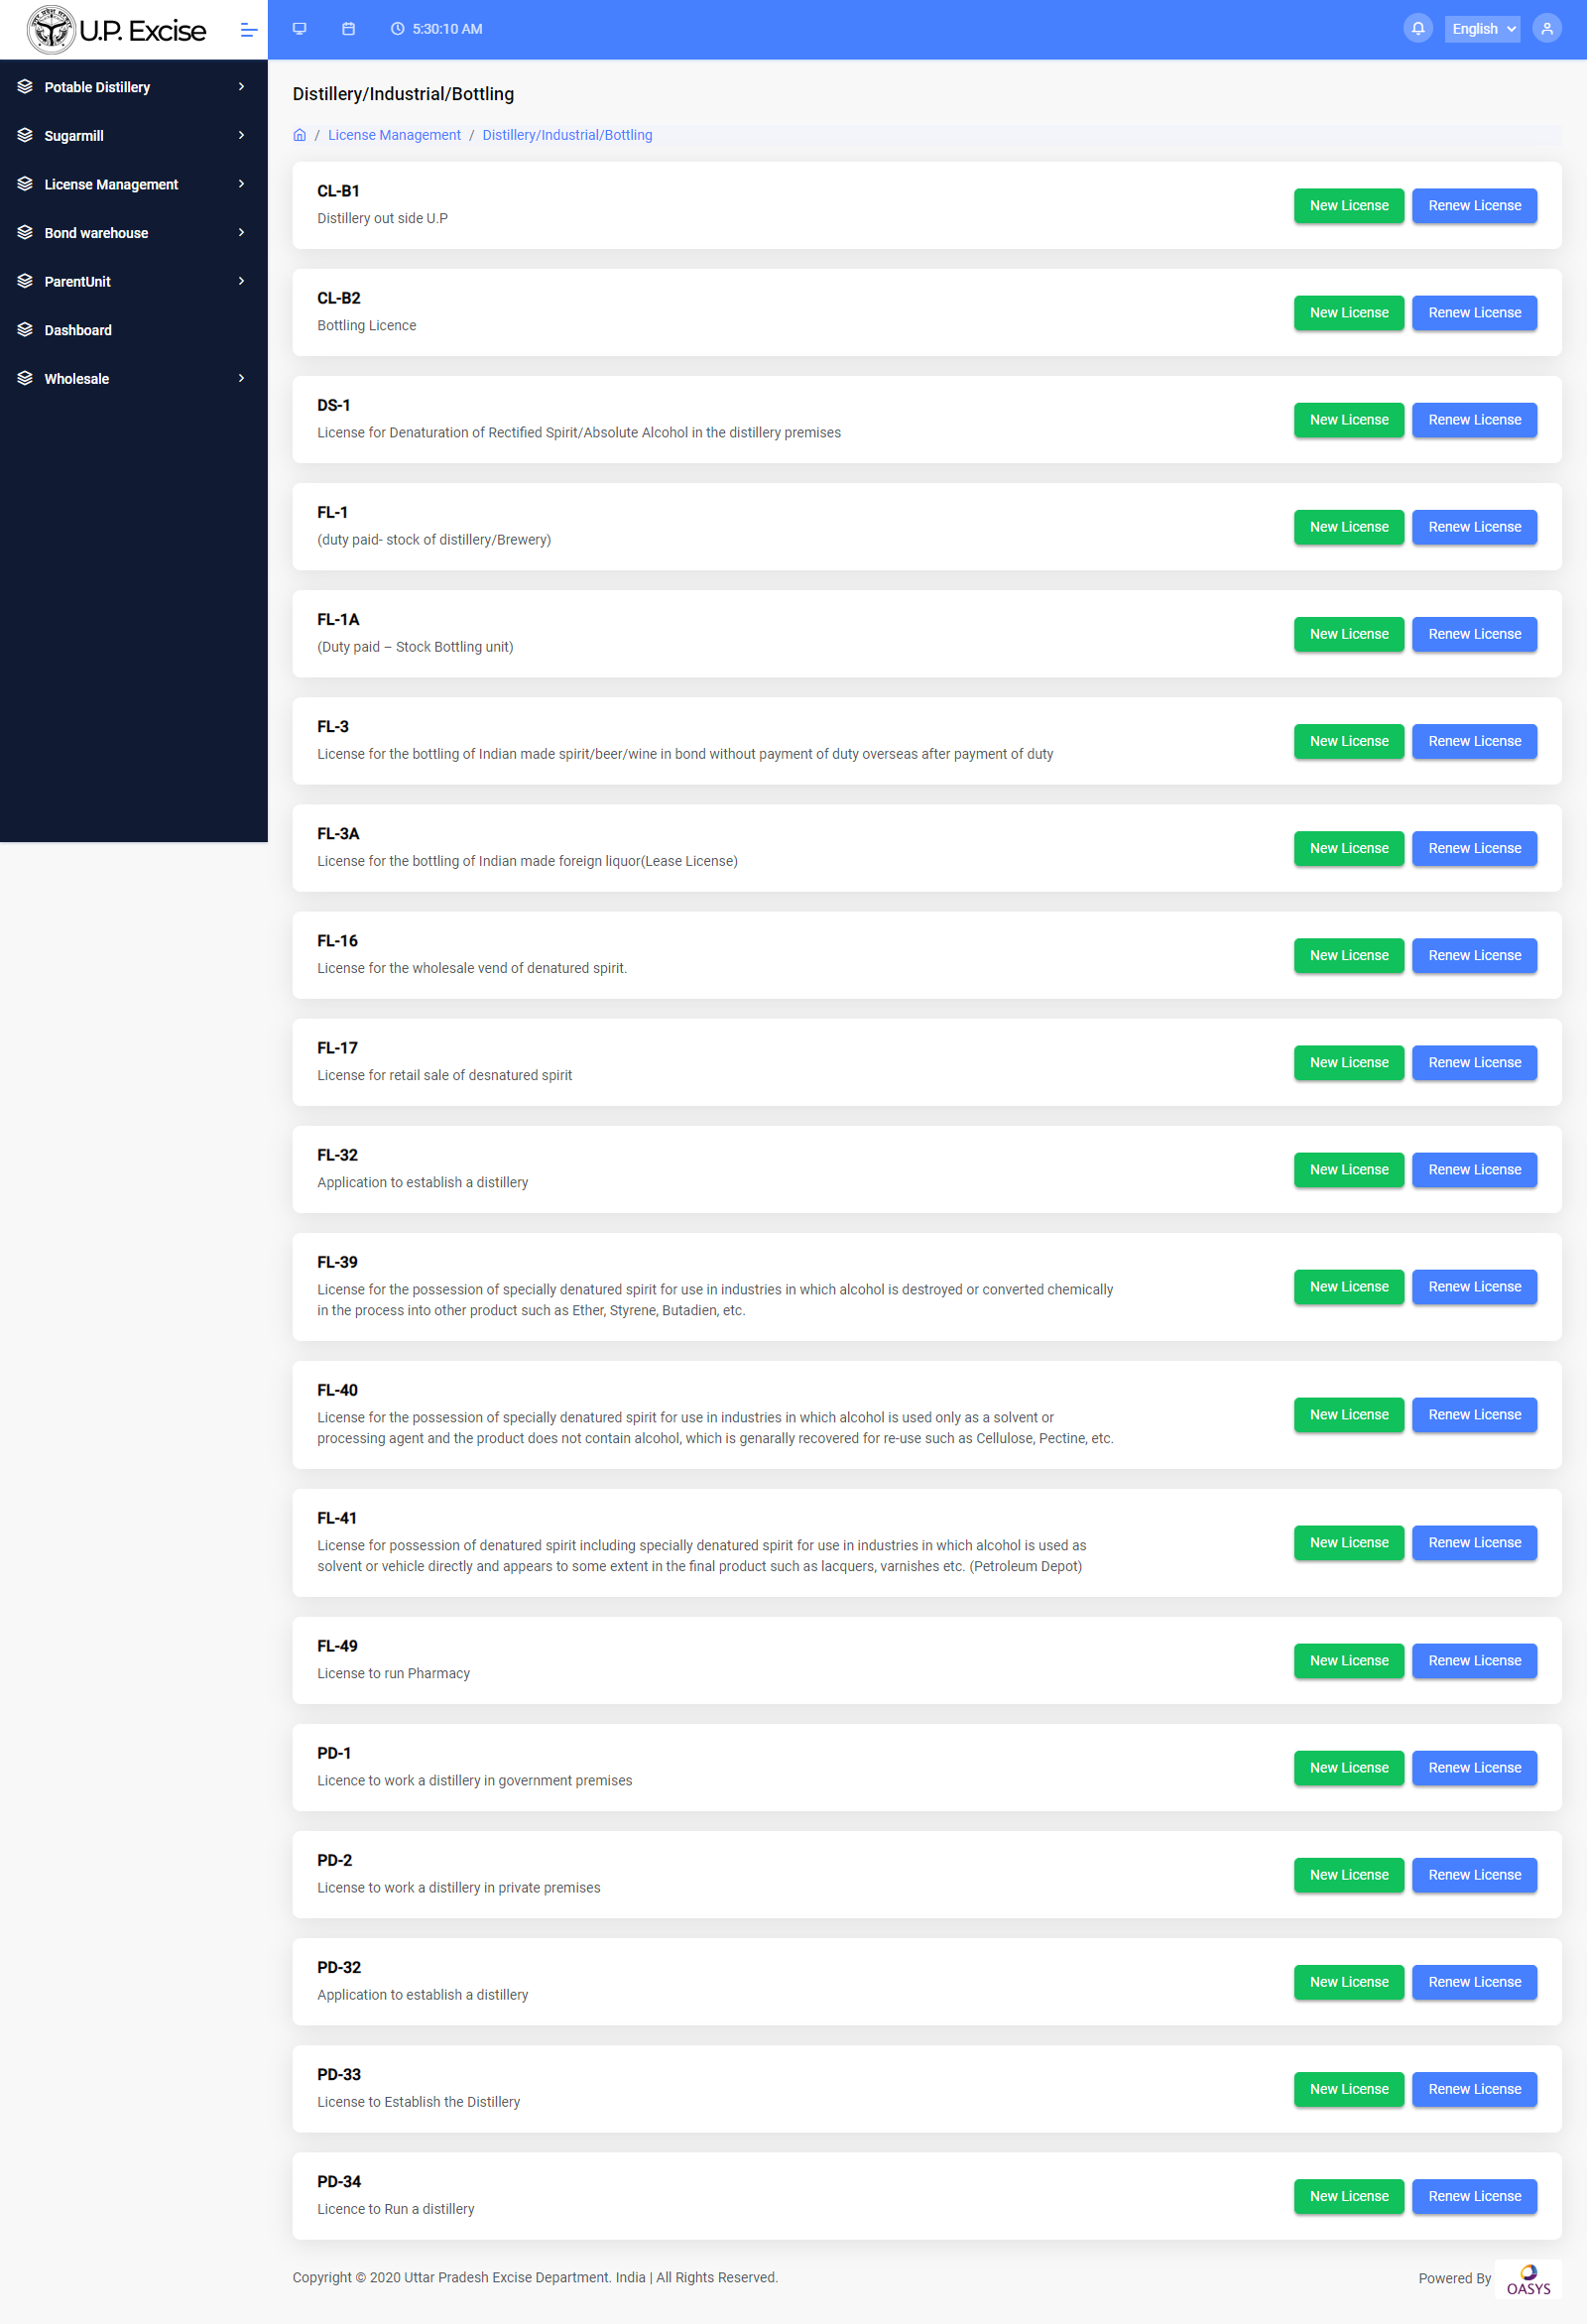 U.P. Excise
5:30:10 AM
English
Potable Distillery
Sugarmill
License Management
Bond warehouse
ParentUnit
Dashboard
Wholesale
Distillery/Industrial/Bottling
/ License Management / Distillery/Industrial/Bottling
CL-B1
Distillery out side U.P
New License Renew License
CL-B2
Bottling Licence
New License Renew License
DS-1
License for Denaturation of Rectified Spirit/Absolute Alcohol in the distillery premises
New License Renew License
FL-1
(duty paid- stock of distillery/Brewery)
New License Renew License
FL-1A
(Duty paid – Stock Bottling unit)
New License Renew License
FL-3
License for the bottling of Indian made spirit/beer/wine in bond without payment of duty overseas after payment of duty
New License Renew License
FL-3A
License for the bottling of Indian made foreign liquor(Lease License)
New License Renew License
FL-16
License for the wholesale vend of denatured spirit.
New License Renew License
FL-17
License for retail sale of desnatured spirit
New License Renew License
FL-32
Application to establish a distillery
New License Renew License
FL-39
License for the possession of specially denatured spirit for use in industries in which alcohol is destroyed or converted chemically
in the process into other product such as Ether, Styrene, Butadien, etc.
New License Renew License
FL-40
License for the possession of specially denatured spirit for use in industries in which alcohol is used only as a solvent or
processing agent and the product does not contain alcohol, which is genarally recovered for re-use such as Cellulose, Pectine, etc.
New License Renew License
FL-41
License for possession of denatured spirit including specially denatured spirit for use in industries in which alcohol is used as
solvent or vehicle directly and appears to some extent in the final product such as lacquers, varnishes etc. (Petroleum Depot)
New License Renew License
FL-49
License to run Pharmacy
New License Renew License
PD-1
Licence to work a distillery in government premises
New License Renew License
PD-2
License to work a distillery in private premises
New License Renew License
PD-32
Application to establish a distillery
New License Renew License
PD-33
License to Establish the Distillery
New License Renew License
PD-34
Licence to Run a distillery
New License Renew License
Copyright © 2020 Uttar Pradesh Excise Department. India | All Rights Reserved.
Powered By OASYS